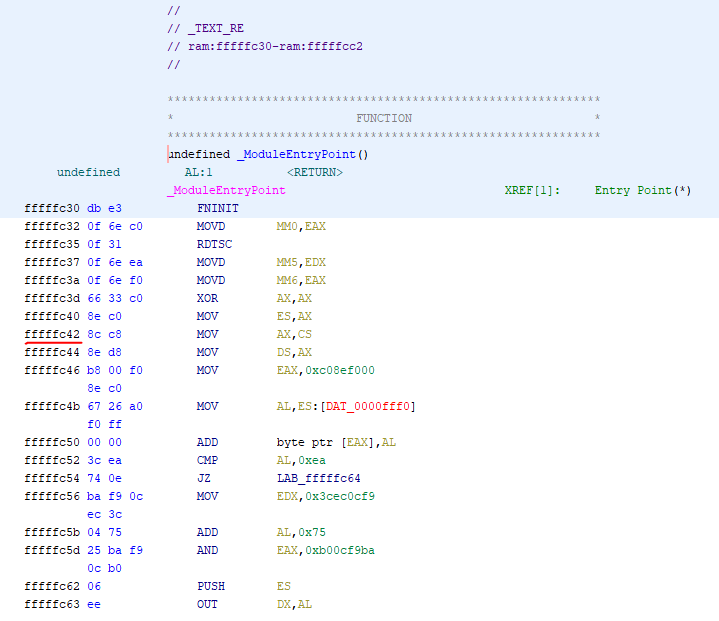 //
// _TEXT_RE
// ram:fffffc30-ram:fffffcc2
//
**************************************************************
* FUNCTION *
**************************************************************
undefined _ModuleEntryPoint()
undefined AL:1 <RETURN>
_ModuleEntryPoint XREF[1]: Entry Point(*)
fffffc30 db e3 FNINIT
fffffc32 0f 6e c0 MOVD MM0,EAX
fffffc35 0f 31 RDTSC
fffffc37 0f 6e ea MOVD MM5,EDX
fffffc3a 0f 6e f0 MOVD MM6,EAX
fffffc3d 66 33 c0 XOR AX,AX
fffffc40 8e c0 MOV ES,AX
fffffc42 8c c8 MOV AX,CS
fffffc44 8e d8 MOV DS,AX
fffffc46 b8 00 f0 MOV EAX,0xc08ef000
8e c0
fffffc4b 67 26 a0 MOV AL,ES:[DAT_0000fff0]
f0 ff
fffffc50 00 00 ADD byte ptr [EAX],AL
fffffc52 3c ea CMP AL,0xea
fffffc54 74 0e JZ LAB_fffffc64
fffffc56 ba f9 0c MOV EDX,0x3cec0cf9
ec 3c
fffffc5b 04 75 ADD AL,0x75
fffffc5d 25 ba f9 AND EAX,0xb00cf9ba
0c b0
fffffc62 06 PUSH ES
fffffc63 ee OUT DX,AL